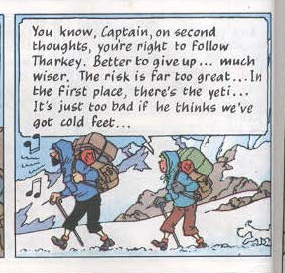 You know, Captain, on second
thoughts, you're right to follow
Tharkey. Better to give up... much
wiser. The risk is far too great... In
the first place, there's the yeti...
It's just too bad if he thinks we've
got cold feet...